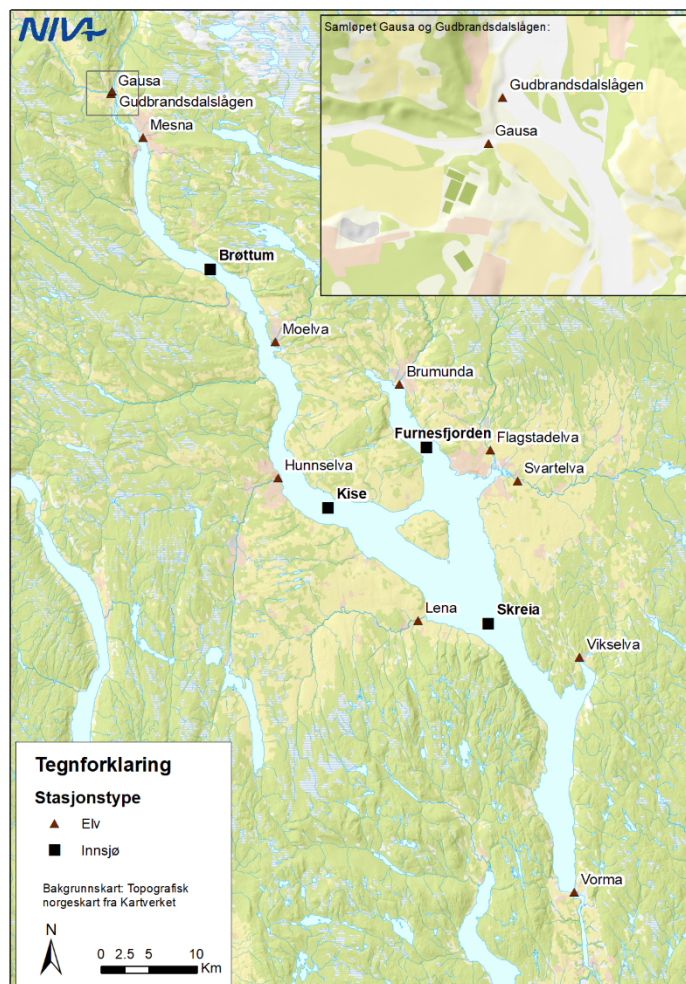 NIVA
Samløpet Gausa og Gudbrandsdalslågen:
Gudbrandsdalslågen
Gausa
Gausa
Gudbrandsdalslågen
Mesna
Brøttum
Moelva
Brumunda
Furnesfjorden
Flagstadelva
Svartelva
Hunnselva
Kise
Lena
Skreia
Vikselva
Vorma
Tegnforklaring
Stasjonstype
Elv
Innsjø
Bakgrunnskart: Topografisk
norgeskart fra Kartverket
N
0 2.5 5 10
Km